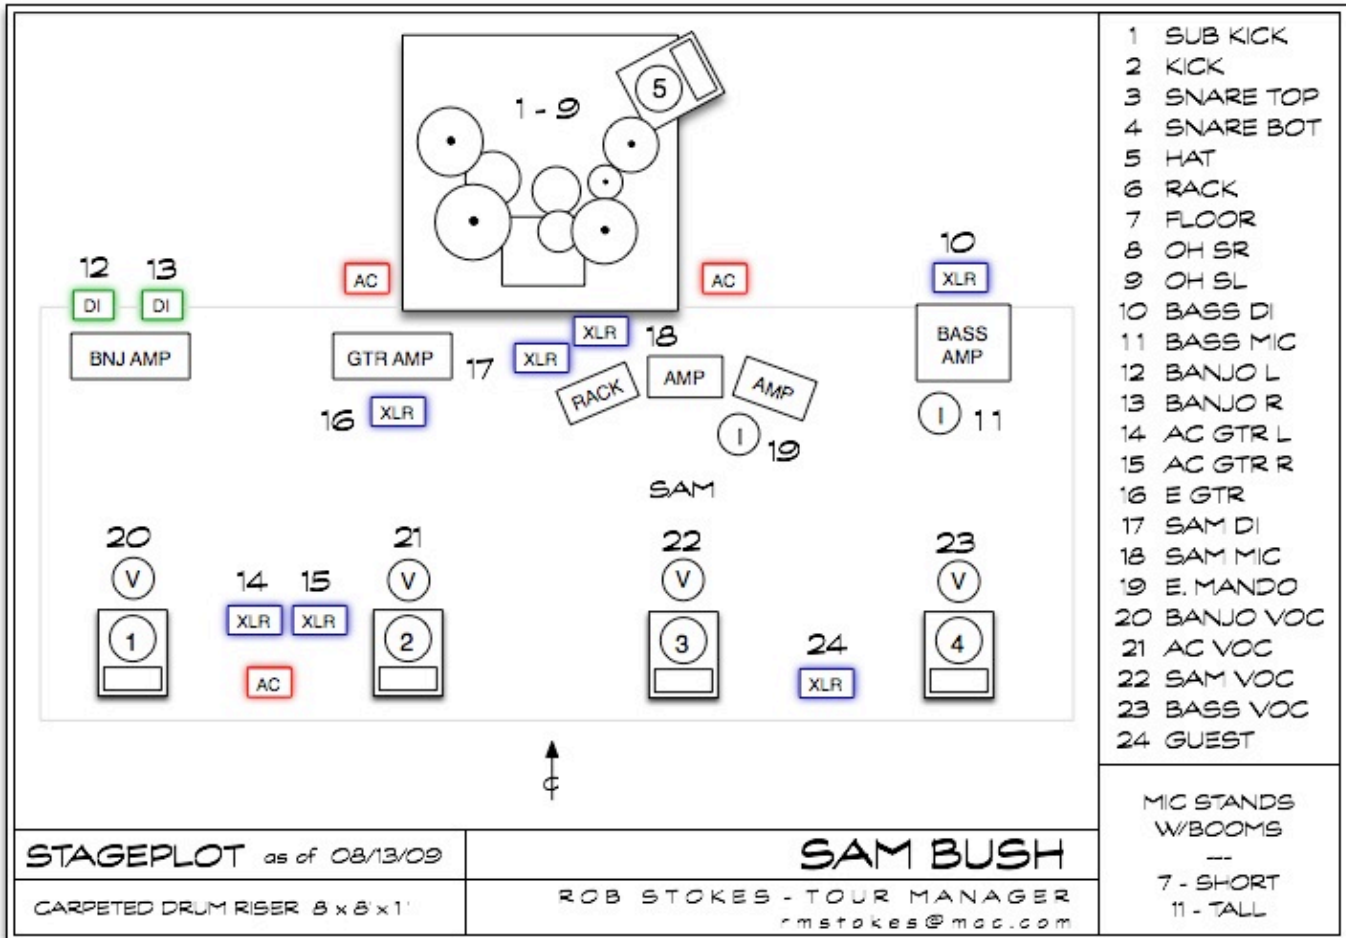 1 - 9
5
12
13
DI
DI
AC
AC
10
XLR
BNJ AMP
GTR AMP
17
XLR
XLR
18
RACK
AMP
AMP
BASS
AMP
16
XLR
I
19
I
11
SAM
20
V
1
14
15
XLR
XLR
AC
21
V
2
22
V
3
24
XLR
23
V
4
C
1 SUB KICK
2 KICK
3 SNARE TOP
4 SNARE BOT
5 HAT
6 RACK
7 FLOOR
8 OH SR
9 OH SL
10 BASS DI
11 BASS MIC
12 BANJO L
13 BANJO R
14 AC GTR L
15 AC GTR R
16 E GTR
17 SAM DI
18 SAM MIC
19 E. MANDO
20 BANJO VOC
21 AC VOC
22 SAM VOC
23 BASS VOC
24 GUEST
MIC STANDS
W/BOOMS
---
7 - SHORT
11 - TALL
STAGEPLOT as of 08/13/09
CARPETED DRUM RISER 8 x 8' x 1'
SAM BUSH
ROB STOKES - TOUR MANAGER
rmstokes@mac.com